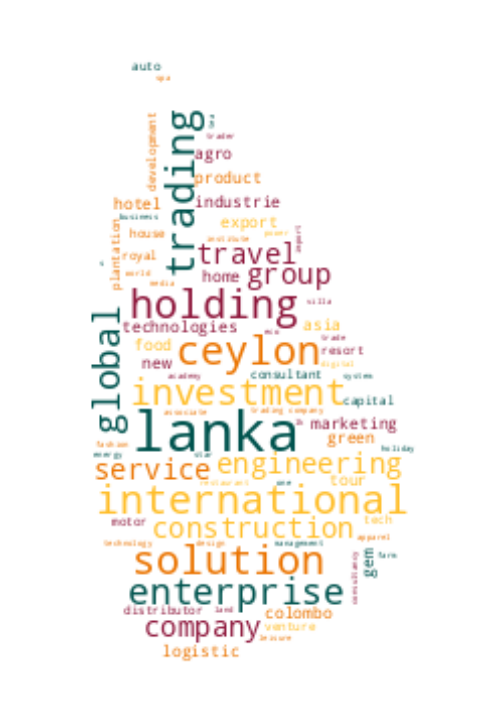 auto
spa
development
trading
trader
agro
product
hotel
industrie
business
export
plantation
house
institute
power
import
royal
travel
world
home
group
media
holding
villa
global
technologies
asia
food
ceylon
trade
resort
new
digital
academy
consultant
system
investment
capital
associate
trading company
lanka
marketing
green
fashion
holiday
energy
star
service
engineering
restaurant
one
tour
international
motor
construction
tech
apparel
technology
design
management
solution
gem
farm
consultancy
enterprise
distributor
land
colombo
company
venture
leisure
logistic